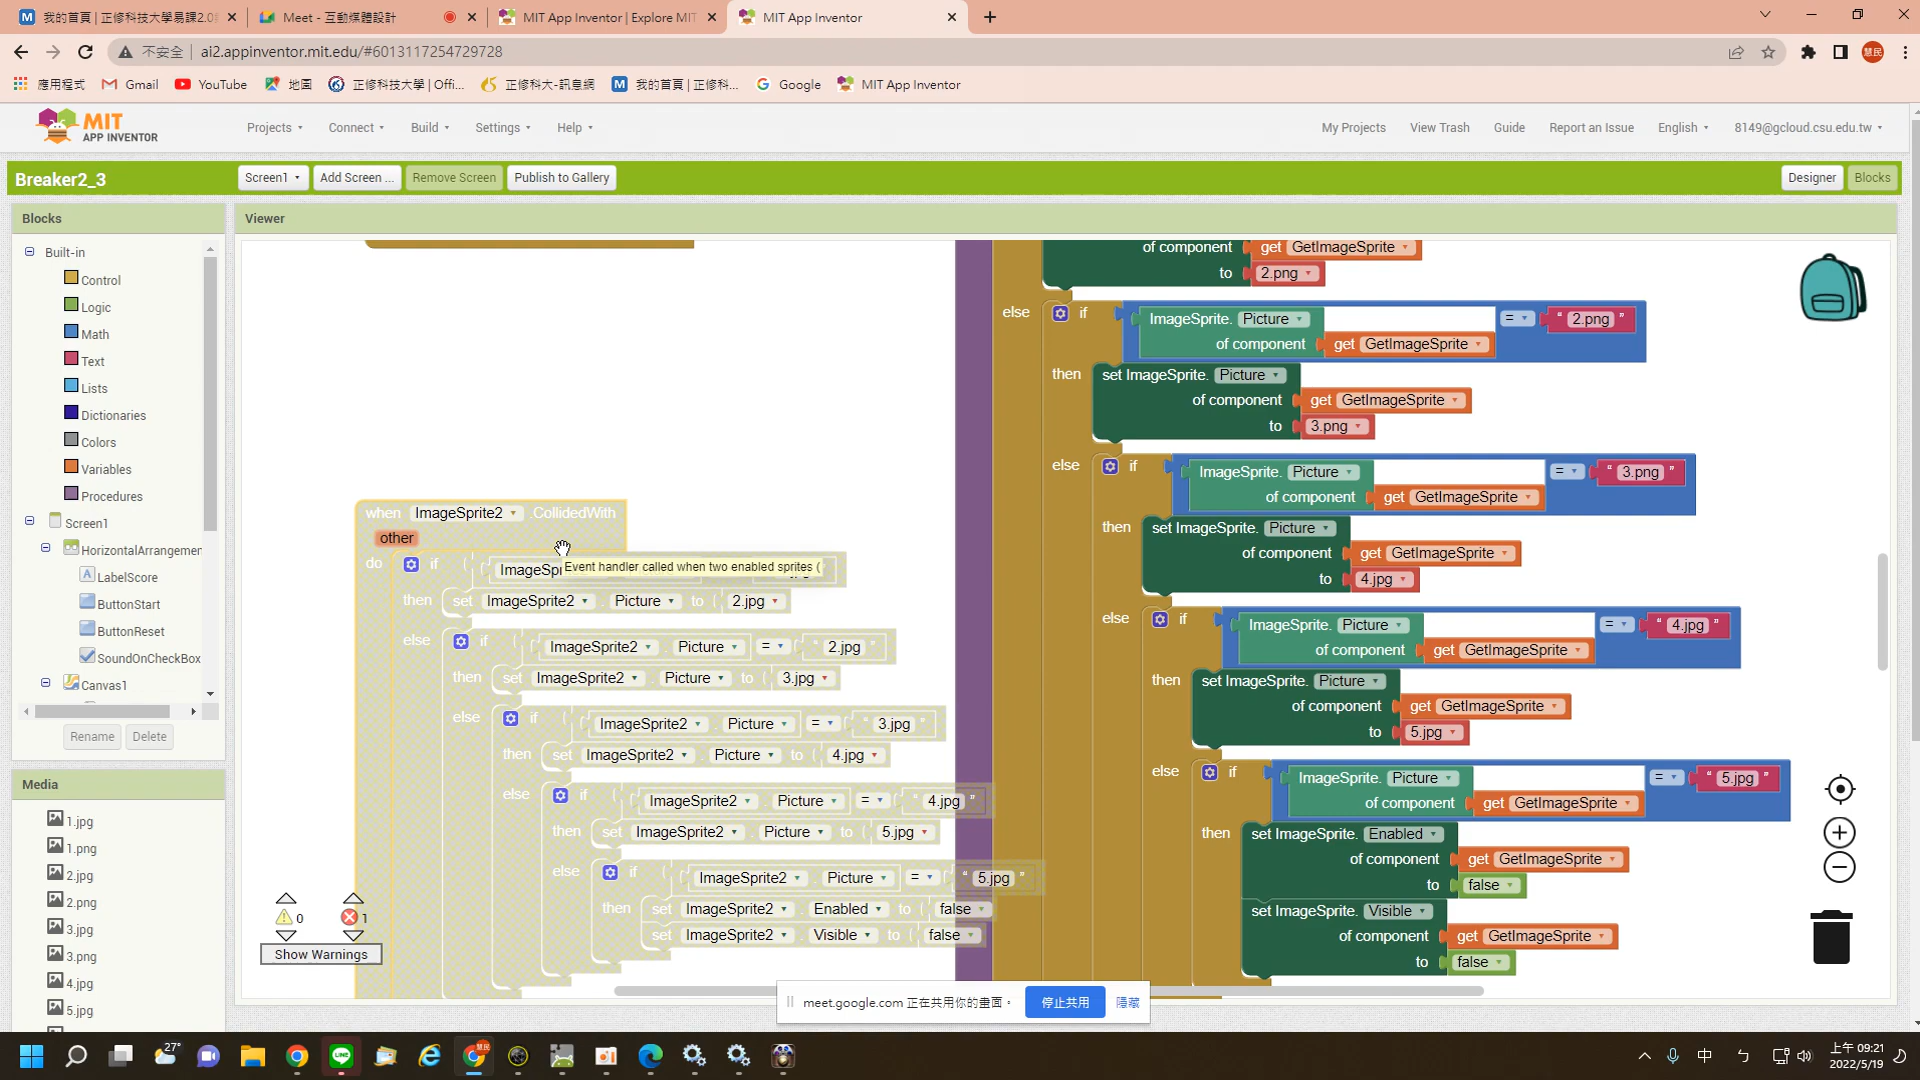 我的首頁 | 正修科技大學易課2.0
Meet - 互動媒體設計
MIT App Inventor | Explore MIT
MIT App Inventor
不安全 | ai2.appinventor.mit.edu/#6013117254729728
慧民
應用程式
Gmail
YouTube
地圖
正修科技大學 | Offi...
正修科大-訊息網
我的首頁 | 正修科...
Google
MIT App Inventor
MIT
APP INVENTOR
Projects
Connect
Build
Settings
Help
My Projects
View Trash
Guide
Report an Issue
English
8149@gcloud.csu.edu.tw
Breaker2_3
Screen1
Add Screen ...
Remove Screen
Publish to Gallery
Designer
Blocks
Blocks
Viewer
Built-in
Control
Logic
Math
Text
Lists
Dictionaries
Colors
Variables
Procedures
Screen1
HorizontalArrangemen
LabelScore
ButtonStart
ButtonReset
SoundOnCheckBox
Canvas1
Rename
Delete
Media
1.jpg
1.png
2.jpg
2.png
3.jpg
3.png
4.jpg
5.jpg
when ImageSprite2 .CollidedWith
other
do if ImageSpr
Event handler called when two enabled sprites (
then set ImageSprite2 . Picture to 2.jpg
else if ImageSprite2 . Picture = " 2.jpg "
then set ImageSprite2 . Picture to 3.jpg
else if ImageSprite2 . Picture = " 3.jpg "
then set ImageSprite2 . Picture to 4.jpg
else if ImageSprite2 . Picture = " 4.jpg "
then set ImageSprite2 . Picture to 5.jpg
else if ImageSprite2 . Picture = " 5.jpg "
then set ImageSprite2 . Enabled to false
set ImageSprite2 . Visible to false
0
1
Show Warnings
of component get GetImageSprite
to 2.png
else if ImageSprite. Picture = " 2.png "
of component get GetImageSprite
then set ImageSprite. Picture
of component get GetImageSprite
to 3.png
else if ImageSprite. Picture = " 3.png "
of component get GetImageSprite
then set ImageSprite. Picture
of component get GetImageSprite
to 4.jpg
else if ImageSprite. Picture = " 4.jpg "
of component get GetImageSprite
then set ImageSprite. Picture
of component get GetImageSprite
to 5.jpg
else if ImageSprite. Picture = " 5.jpg "
of component get GetImageSprite
then set ImageSprite. Enabled
of component get GetImageSprite
to false
set ImageSprite. Visible
of component get GetImageSprite
to false
meet.google.com 正在共用你的畫面。
停止共用
隱藏
27°
慧民
中
上午 09:21
2022/5/19